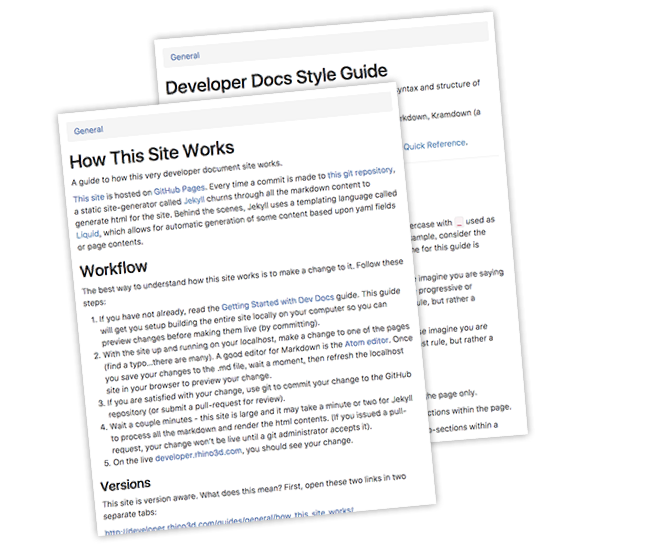 General
Developer Docs Style Guide
syntax and structure of
rkdown, Kramdown (a
Quick Reference.
ercase with _ used as
ample, consider the
ne for this guide is
e imagine you are saying
e progressive or
rule, but rather a
se imagine you are
st rule, but rather a
the page only.
ctions within the page.
b-sections within a
General
How This Site Works
A guide to how this very developer document site works.
This site is hosted on GitHub Pages. Every time a commit is made to this git repository,
a static site-generator called Jekyll churns through all the markdown content to
generate html for the site. Behind the scenes, Jekyll uses a templating language called
Liquid, which allows for automatic generation of some content based upon yaml fields
or page contents.
Workflow
The best way to understand how this site works is to make a change to it. Follow these
steps:
1. If you have not already, read the Getting Started with Dev Docs guide. This guide
will get you setup building the entire site locally on your computer so you can
preview changes before making them live (by committing).
2. With the site up and running on your localhost, make a change to one of the pages
(find a typo...there are many). A good editor for Markdown is the Atom editor. Once
you save your changes to the .md file, wait a moment, then refresh the localhost
site in your browser to preview your change.
3. If you are satisfied with your change, use git to commit your change to the GitHub
repository (or submit a pull-request for review).
4. Wait a couple minutes - this site is large and it may take a minute or two for Jekyll
to process all the markdown and render the html contents. (If you issued a pull-
request, your change won't be live until a git administrator accepts it).
5. On the live developer.rhino3d.com, you should see your change.
Versions
This site is version aware. What does this mean? First, open these two links in two
separate tabs:
http://developer.rhino3d.com/guides/general/how_this_site_works/